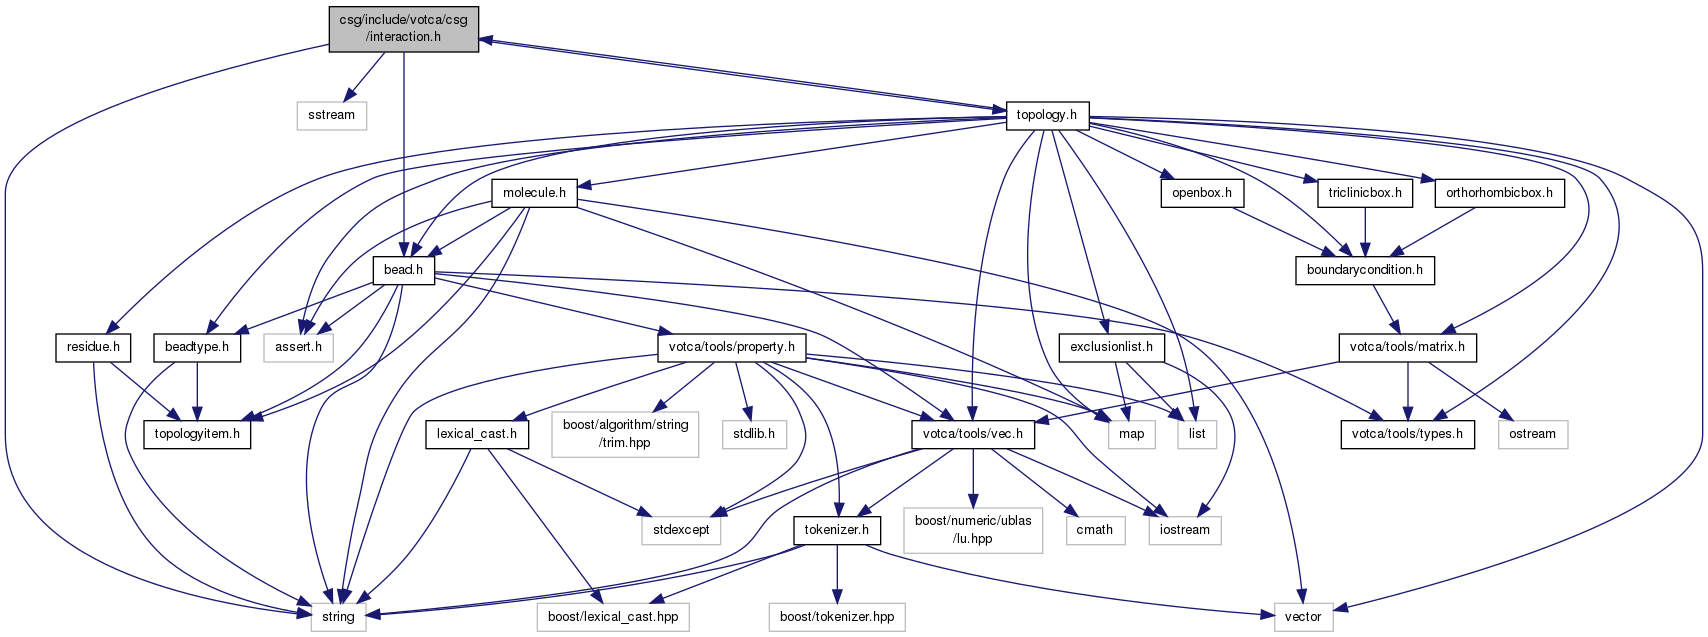 csg/include/votca/csg
/interaction.h
sstream
topology.h
molecule.h
openbox.h
triclinicbox.h
orthorhombicbox.h
bead.h
boundarycondition.h
residue.h
beadtype.h
assert.h
votca/tools/property.h
exclusionlist.h
votca/tools/matrix.h
topologyitem.h
lexical_cast.h
boost/algorithm/string
/trim.hpp
stdlib.h
votca/tools/vec.h
map
list
votca/tools/types.h
ostream
stdexcept
tokenizer.h
boost/numeric/ublas
/lu.hpp
cmath
iostream
string
boost/lexical_cast.hpp
boost/tokenizer.hpp
vector